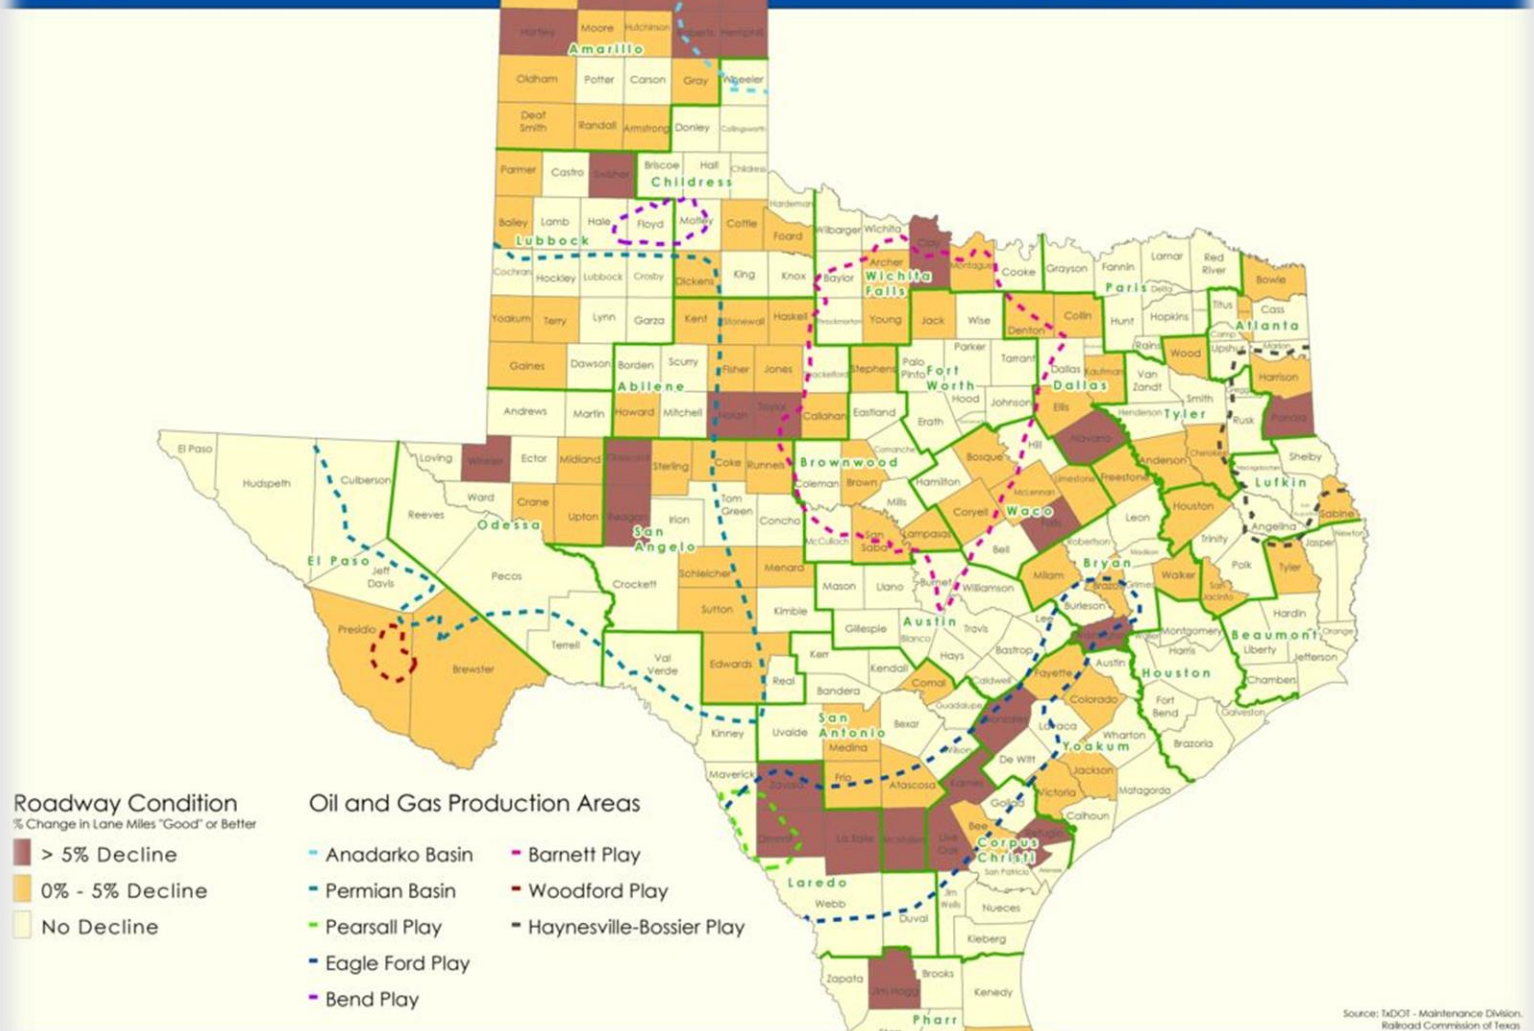 Hartley Moore Hutchinson Roberts Hemphill
Amarillo
Oldham Potter Carson Gray Wheeler
Deaf Smith Randall Armstrong Donley Collingsworth
Parmer Castro Swisher Briscoe Hall Childress
Childress
Hardeman
Bailey Lamb Hale Floyd Motley Cottle Foard Wilbarger Wichita Clay
Lubbock
Cochran Hockley Lubbock Crosby Dickens King Knox Baylor Archer Montague Cooke Grayson Fannin Lamar Red River Bowie
Wichita Falls
Paris Delta
Yoakum Terry Lynn Garza Kent Stonewall Haskell Throckmorton Young Jack Wise Denton Collin Hunt Hopkins Titus Cass
Atlanta
Camp
Gaines Dawson Borden Scurry Fisher Jones Shackelford Stephens Palo Pinto Parker Tarrant Dallas Kaufman Rains Van Zandt Wood Upshur Marion Harrison
Abilene
Fort Worth
Dallas
Andrews Martin Howard Mitchell Nolan Taylor Callahan Eastland Erath Hood Johnson Ellis Henderson Smith Gregg Rusk Panola
Tyler
El Paso Hudspeth Culberson Loving Winkler Ector Midland Glasscock Sterling Coke Runnels Coleman Brown Comanche Bosque Hill Navarro Anderson Cherokee Nacogdoches Shelby
Brownwood
Lufkin
Reeves Ward Crane Upton Reagan Irion Tom Green Concho Mills Hamilton Coryell McLennan Limestone Freestone Falls Leon Houston Angelina Sabine
Odessa
San Angelo
Waco
El Paso
Jeff Davis Pecos Crockett Schleicher Menard McCulloch San Saba Lampasas Bell Robertson Madison Trinity Polk Tyler Jasper Newton
Bryan
Presidio Brewster Terrell Val Verde Sutton Kimble Mason Llano Burnet Williamson Milam Burleson Brazos Grimes Walker San Jacinto Hardin
Austin
Beaumont
Edwards Real Kerr Gillespie Blanco Travis Hays Bastrop Lee Washington Waller Montgomery Harris Liberty Orange Jefferson Chambers
Houston
Kinney Uvalde Bandera Kendall Comal Guadalupe Caldwell Fayette Austin Colorado Fort Bend Galveston
San Antonio
Medina Bexar Wilson Gonzales Lavaca Wharton Brazoria
Yoakum
Maverick Zavala Frio Atascosa Karnes De Witt Victoria Jackson Matagorda
Goliad Calhoun
Dimmit La Salle McMullen Live Oak Bee Refugio
Corpus Christi
San Patricio Aransas
Laredo
Webb Duval Jim Wells Nueces
Kleberg
Zapata Jim Hogg Brooks Kenedy
Pharr
Roadway Condition
% Change in Lane Miles "Good" or Better
> 5% Decline
0% - 5% Decline
No Decline
Oil and Gas Production Areas
Anadarko Basin
Permian Basin
Pearsall Play
Eagle Ford Play
Bend Play
Barnett Play
Woodford Play
Haynesville-Bossier Play
Source: TxDOT - Maintenance Division.
Railroad Commission of Texas.